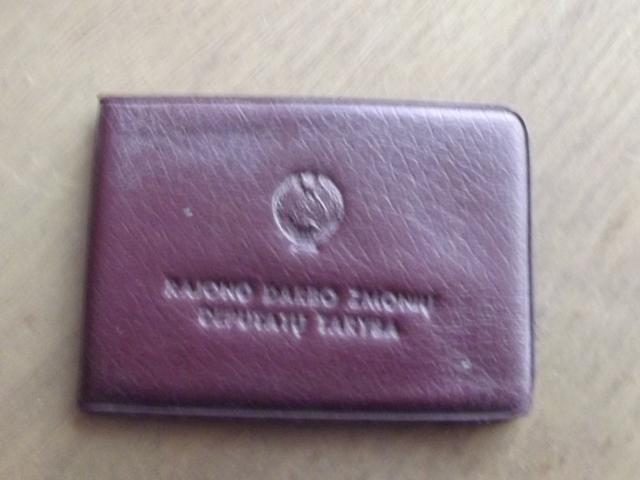 RAJONO DARBO ŽMONIŲ
DEPUTATŲ TARYBA